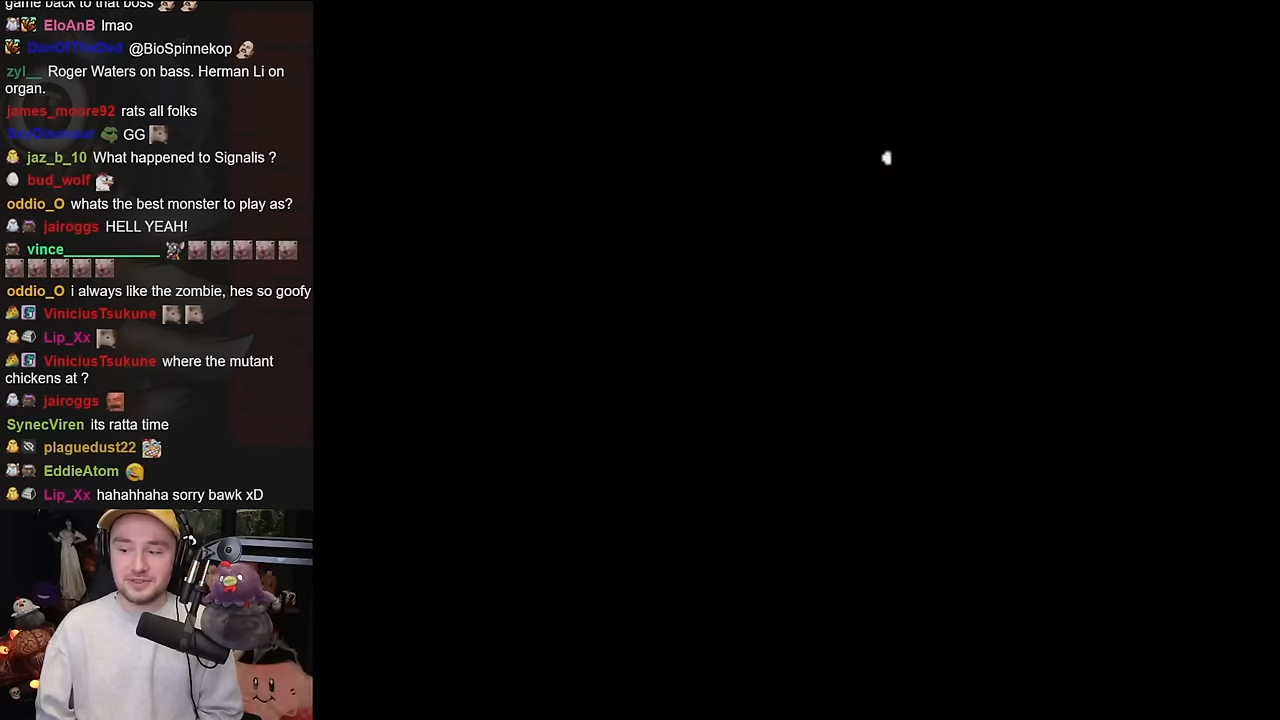 game back to that boss
EloAnB lmao
DanOfTheDed @BioSpinnekop
zyl__ Roger Waters on bass. Herman Li on
organ.
james_moore92 rats all folks
GG
jaz_b_10 What happened to Signalis ?
bud_wolf
oddio_O whats the best monster to play as?
jairoggs HELL YEAH!
vince____________
oddio_O i always like the zombie, hes so goofy
ViniciusTsukune
Lip_Xx
ViniciusTsukune where the mutant
chickens at ?
jairoggs
SynecViren its ratta time
plaguedust22
EddieAtom
Lip_Xx hahahhaha sorry bawk xD